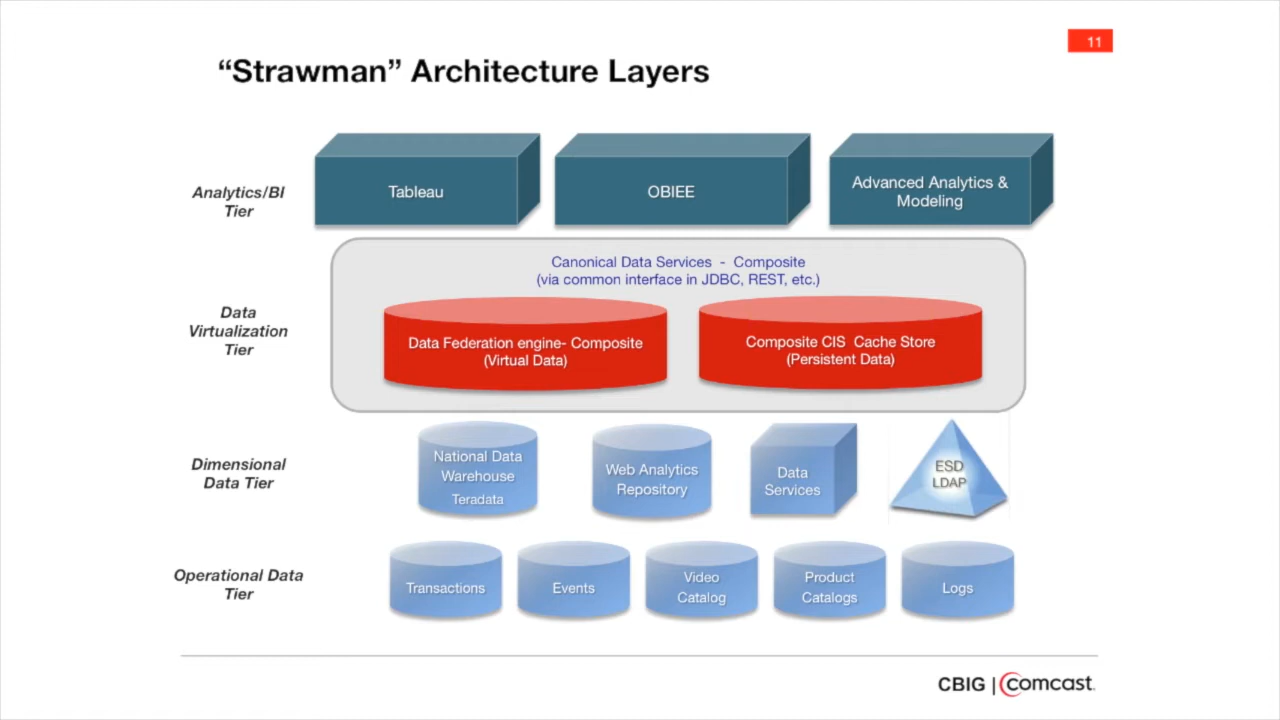 11
“Strawman” Architecture Layers
Analytics/BI
Tier
Tableau
OBIEE
Advanced Analytics &
Modeling
Data
Virtualization
Tier
Canonical Data Services - Composite
(via common interface in JDBC, REST, etc.)
Data Federation engine- Composite
(Virtual Data)
Composite CIS Cache Store
(Persistent Data)
Dimensional
Data Tier
National Data
Warehouse
Teradata
Web Analytics
Repository
Data
Services
ESD
LDAP
Operational Data
Tier
Transactions
Events
Video
Catalog
Product
Catalogs
Logs
CBIG | Comcast.